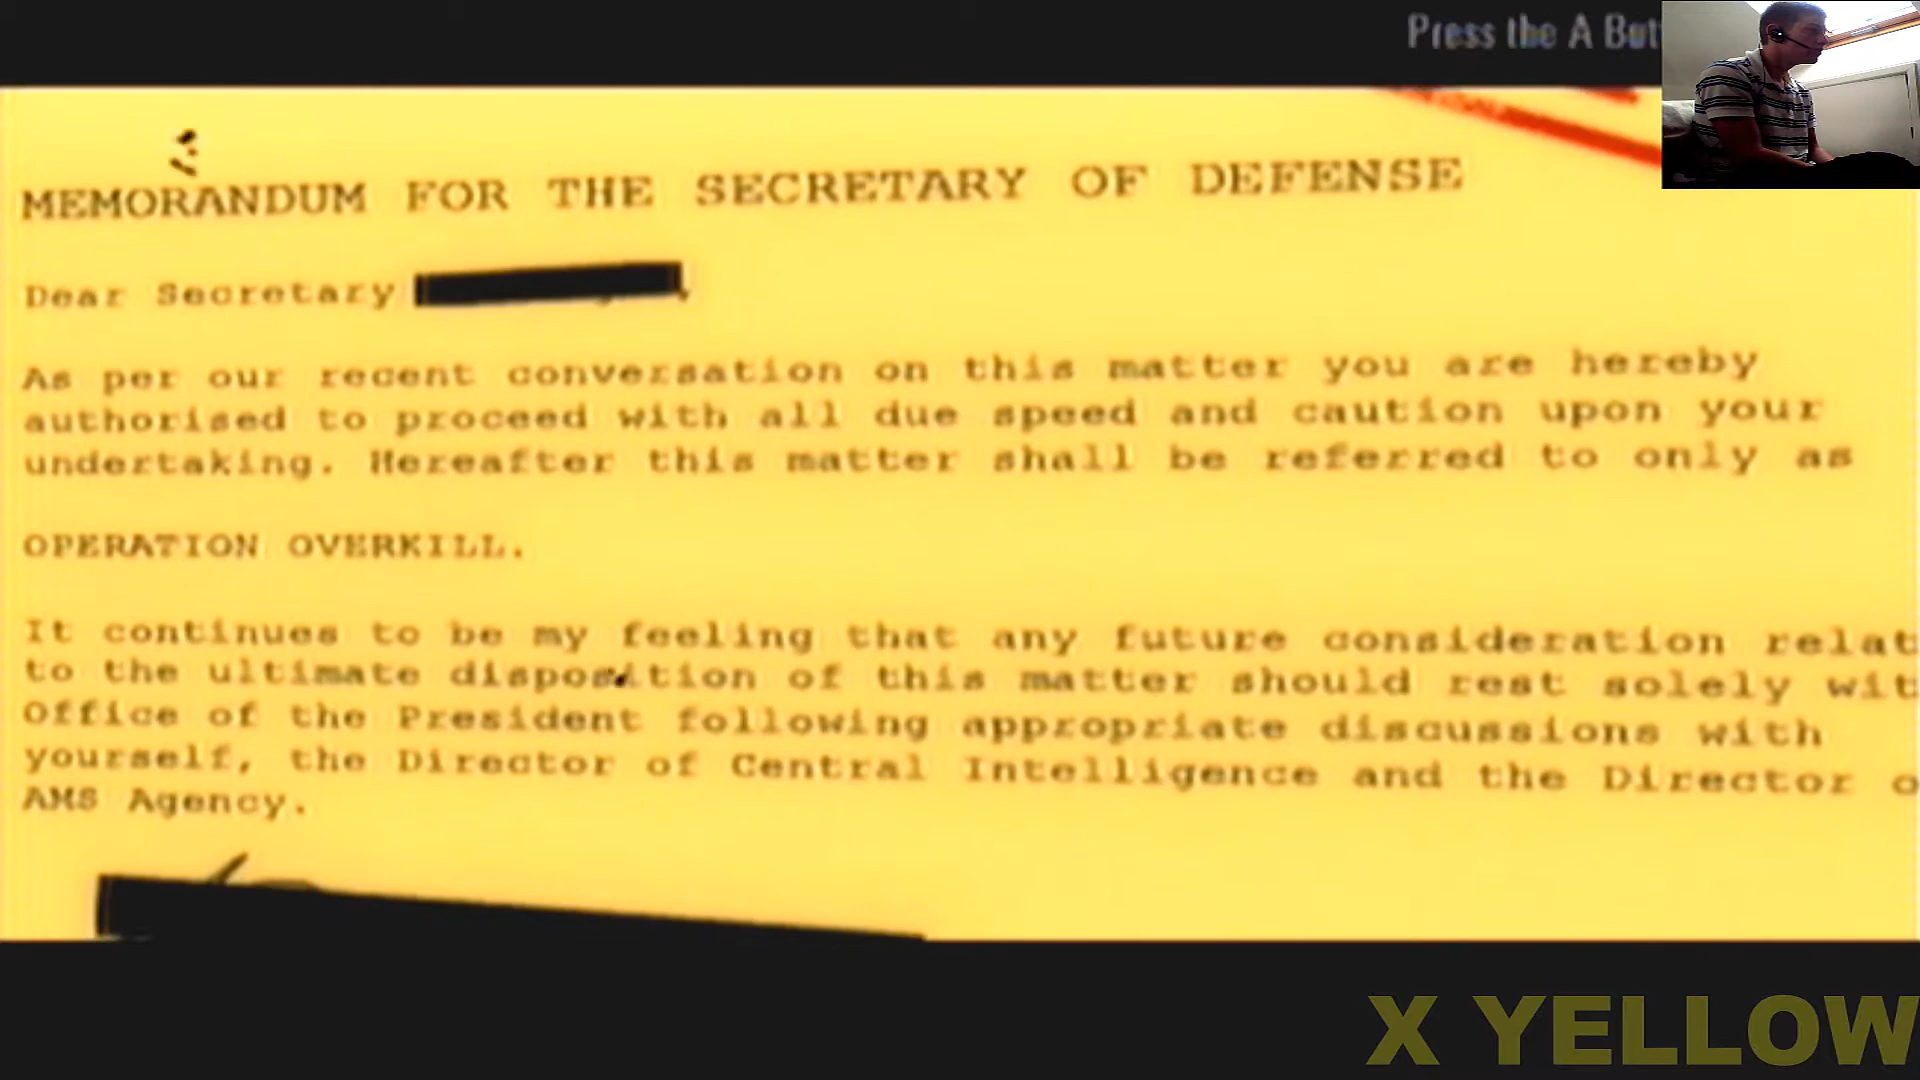 Press the A
MEMORANDUM FOR THE SECRETARY OF DEFENSE
Dear Secretary
As per our recent conversation on this matter you are hereby
authorised to proceed with all due speed and caution upon your
undertaking. Hereafter this matter shall be referred to only as
OPERATION OVERKILL.
It continues to be my feeling that any future consideration relat
to the ultimate disposition of this matter should rest solely wit
Office of the President following appropriate discussions with
yourself, the Director of Central Intelligence and the Director o
AMS Agency.
X YELLOW